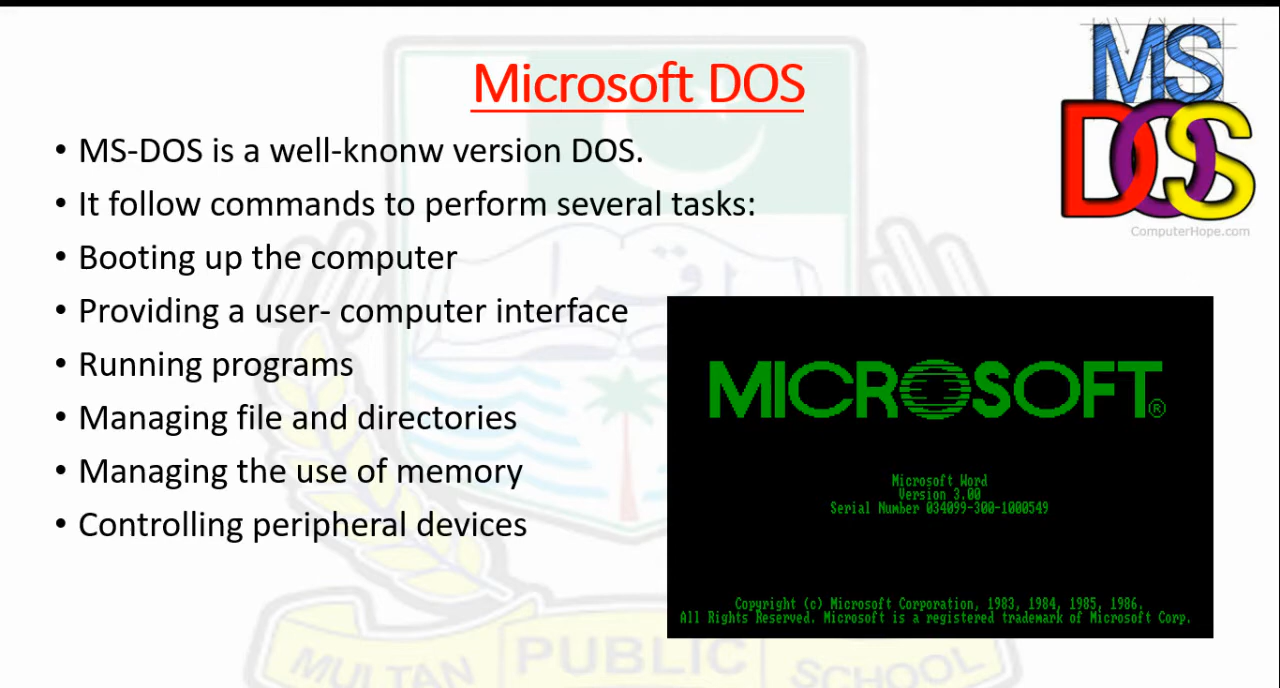 MS
DOS
ComputerHope.com
Microsoft DOS
• MS-DOS is a well-knonw version DOS.
• It follow commands to perform several tasks:
• Booting up the computer
• Providing a user- computer interface
• Running programs
• Managing file and directories
• Managing the use of memory
• Controlling peripheral devices
MICROSOFT®
Microsoft Word
Version 3.00
Serial Number 034099-300-1000549
Copyright (c) Microsoft Corporation, 1983, 1984, 1985, 1986.
All Rights Reserved. Microsoft is a registered trademark of Microsoft Corp.
MULTAN PUBLIC SCHOOL